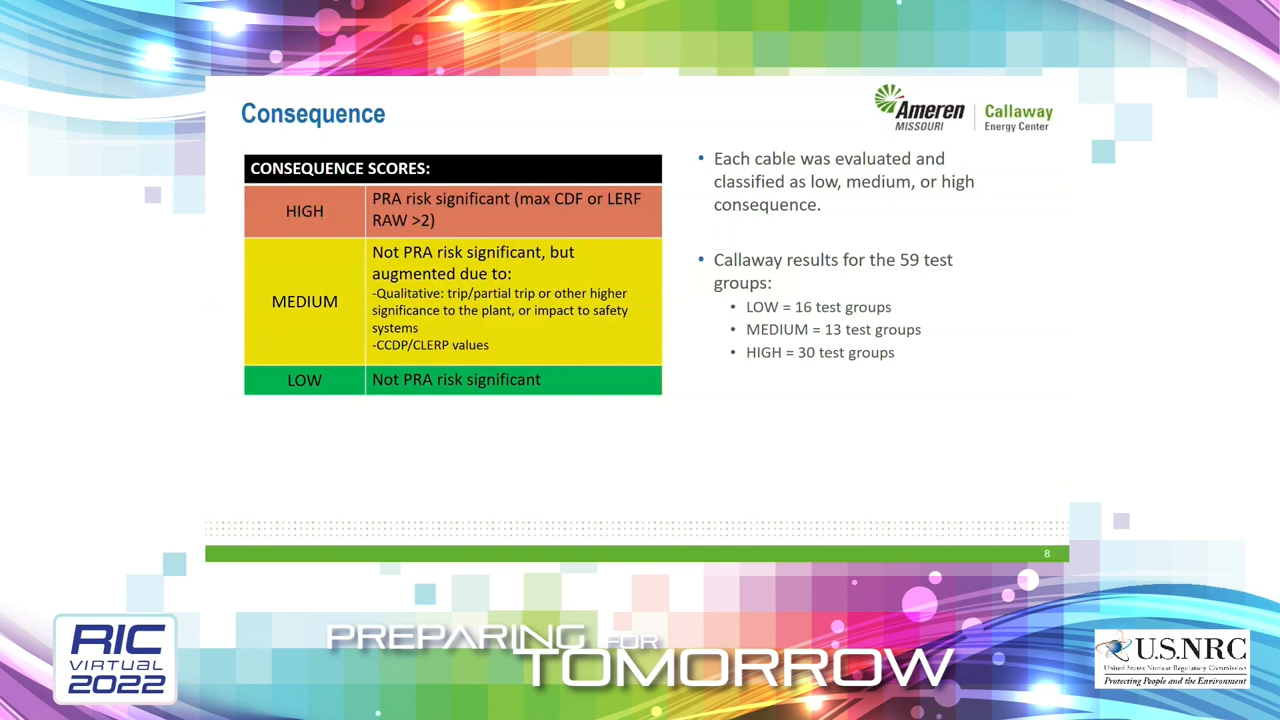 Consequence
Ameren
MISSOURI
Callaway
Energy Center
CONSEQUENCE SCORES:
HIGH
PRA risk significant (max CDF or LERF
RAW >2)
MEDIUM
Not PRA risk significant, but
augmented due to:
-Qualitative: trip/partial trip or other higher
significance to the plant, or impact to safety
systems
-CCDP/CLERP values
LOW
Not PRA risk significant
• Each cable was evaluated and
classified as low, medium, or high
consequence.
• Callaway results for the 59 test
groups:
• LOW = 16 test groups
• MEDIUM = 13 test groups
• HIGH = 30 test groups
8
RIC
VIRTUAL
2022
PREPARING FOR
TOMORROW
U.S.NRC
United States Nuclear Regulatory Commission
Protecting People and the Environment